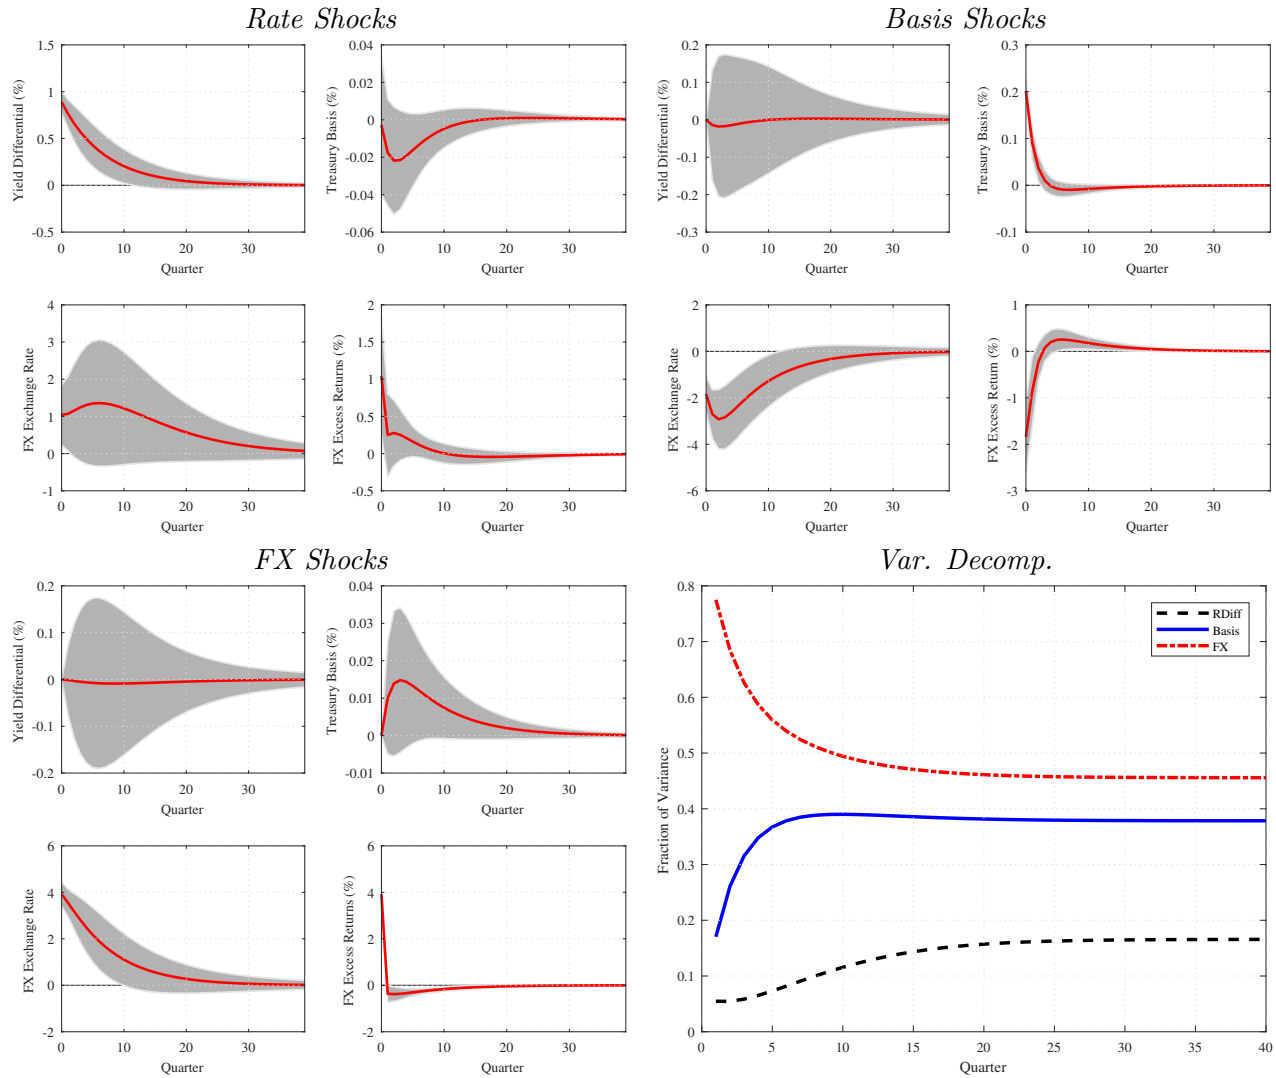 Rate Shocks
Yield Differential (%)
1.5
1
0.5
0
-0.5
0 10 20 30
Quarter
Treasury Basis (%)
0.04
0.02
0
-0.02
-0.04
-0.06
0 10 20 30
Quarter
FX Exchange Rate
4
3
2
1
0
-1
0 10 20 30
Quarter
FX Excess Returns (%)
2
1.5
1
0.5
0
-0.5
0 10 20 30
Quarter
Basis Shocks
Yield Differential (%)
0.2
0.1
0
-0.1
-0.2
-0.3
0 10 20 30
Quarter
Treasury Basis (%)
0.3
0.2
0.1
0
-0.1
0 10 20 30
Quarter
FX Exchange Rate
2
0
-2
-4
-6
0 10 20 30
Quarter
FX Excess Return (%)
1
0
-1
-2
-3
0 10 20 30
Quarter
FX Shocks
Yield Differential (%)
0.2
0.1
0
-0.1
-0.2
0 10 20 30
Quarter
Treasury Basis (%)
0.04
0.03
0.02
0.01
0
-0.01
0 10 20 30
Quarter
FX Exchange Rate
6
4
2
0
-2
0 10 20 30
Quarter
FX Excess Returns (%)
6
4
2
0
-2
0 10 20 30
Quarter
Var. Decomp.
Fraction of Variance
0.8
0.7
0.6
0.5
0.4
0.3
0.2
0.1
0
0 5 10 15 20 25 30 35 40
Quarter
RDiff
Basis
FX